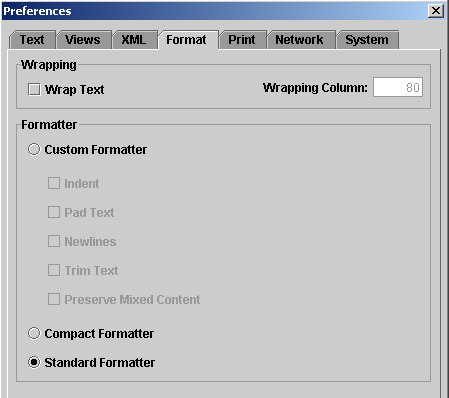 Preferences
Text Views XML Format Print Network System
Wrapping
Wrap Text Wrapping Column: 80
Formatter
Custom Formatter
Indent
Pad Text
Newlines
Trim Text
Preserve Mixed Content
Compact Formatter
Standard Formatter